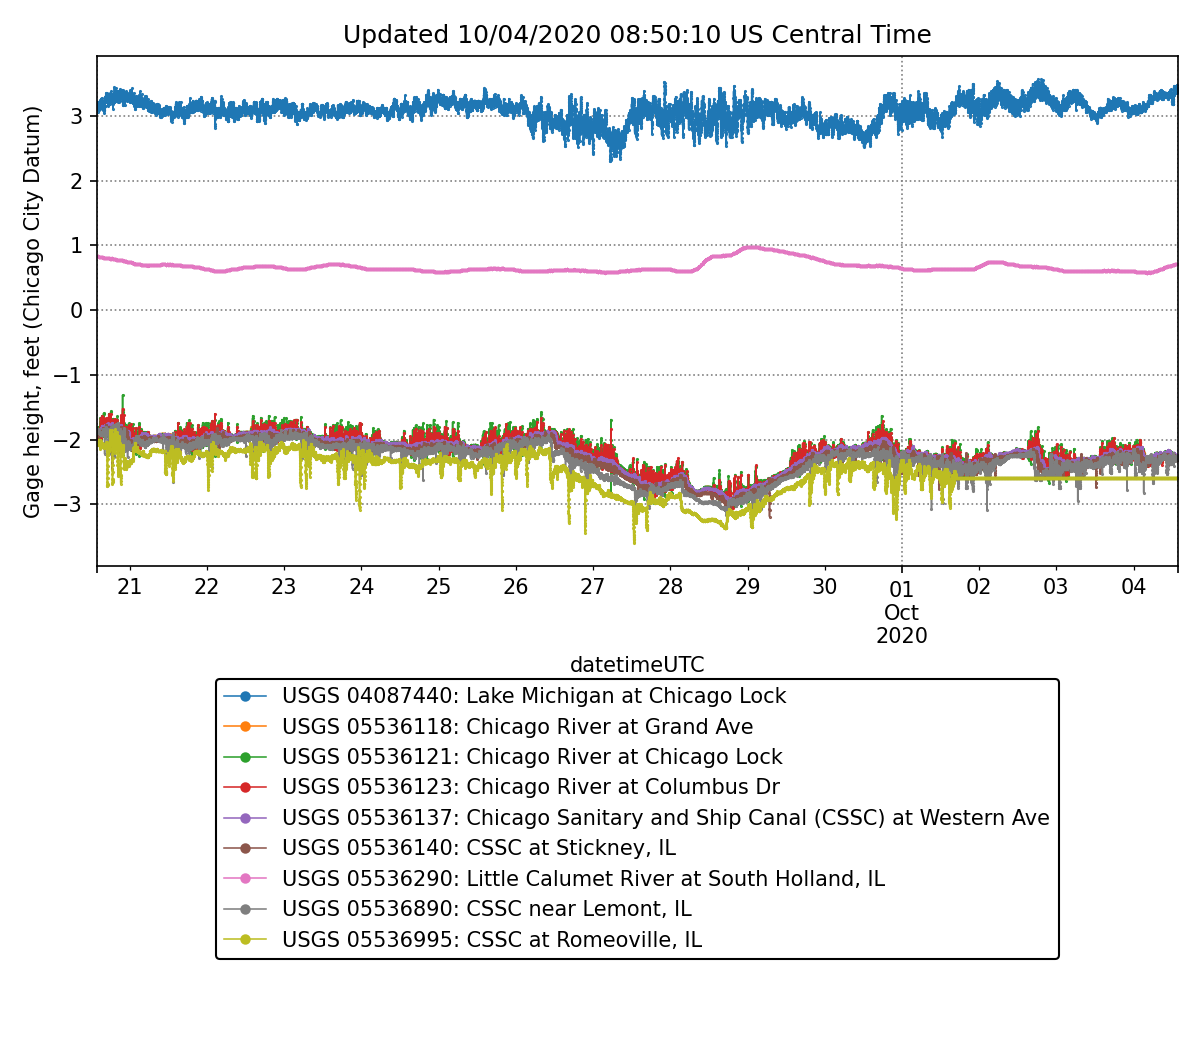 Updated 10/04/2020 08:50:10 US Central Time
Gage height, feet (Chicago City Datum)
3
2
1
0
−1
−2
−3
21 22 23 24 25 26 27 28 29 30 01 02 03 04
Oct
2020
datetimeUTC
USGS 04087440: Lake Michigan at Chicago Lock
USGS 05536118: Chicago River at Grand Ave
USGS 05536121: Chicago River at Chicago Lock
USGS 05536123: Chicago River at Columbus Dr
USGS 05536137: Chicago Sanitary and Ship Canal (CSSC) at Western Ave
USGS 05536140: CSSC at Stickney, IL
USGS 05536290: Little Calumet River at South Holland, IL
USGS 05536890: CSSC near Lemont, IL
USGS 05536995: CSSC at Romeoville, IL